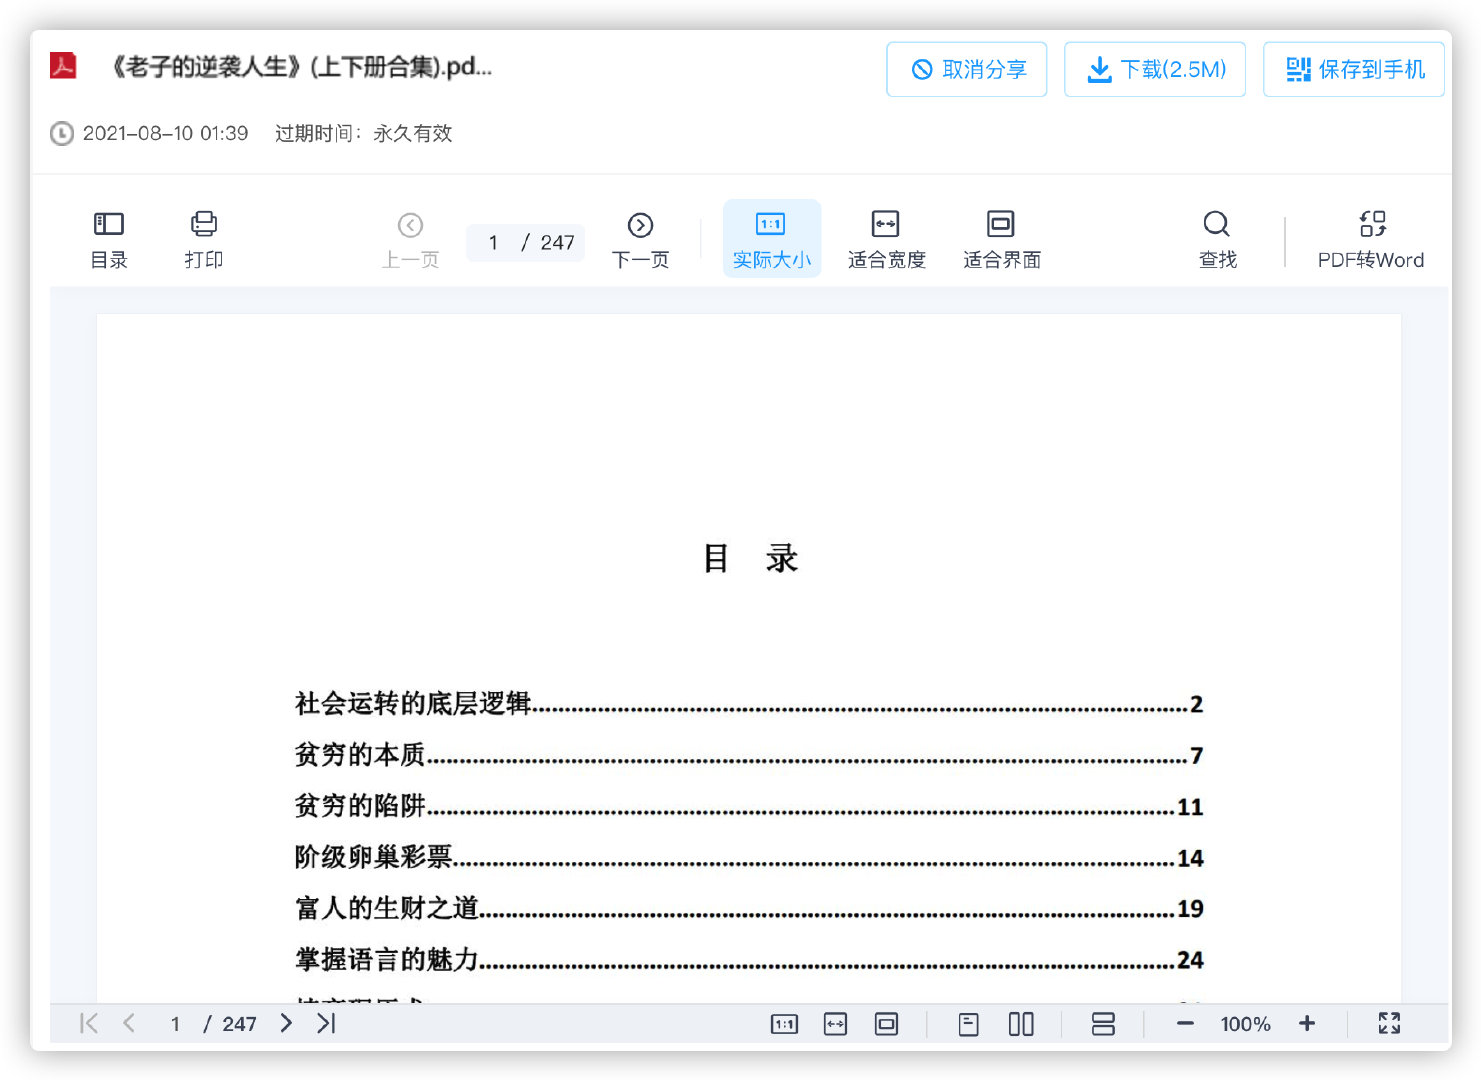 《老子的逆袭人生》(上下册合集).pd...
取消分享
下载(2.5M)
保存到手机
2021-08-10 01:39 过期时间：永久有效
目录
打印
上一页
1 / 247
下一页
1:1
实际大小
适合宽度
适合界面
查找
PDF转Word
目 录
社会运转的底层逻辑........2
贫穷的本质........7
贫穷的陷阱........11
阶级卵巢彩票........14
富人的生财之道........19
掌握语言的魅力........24
1 / 247
1:1
100%